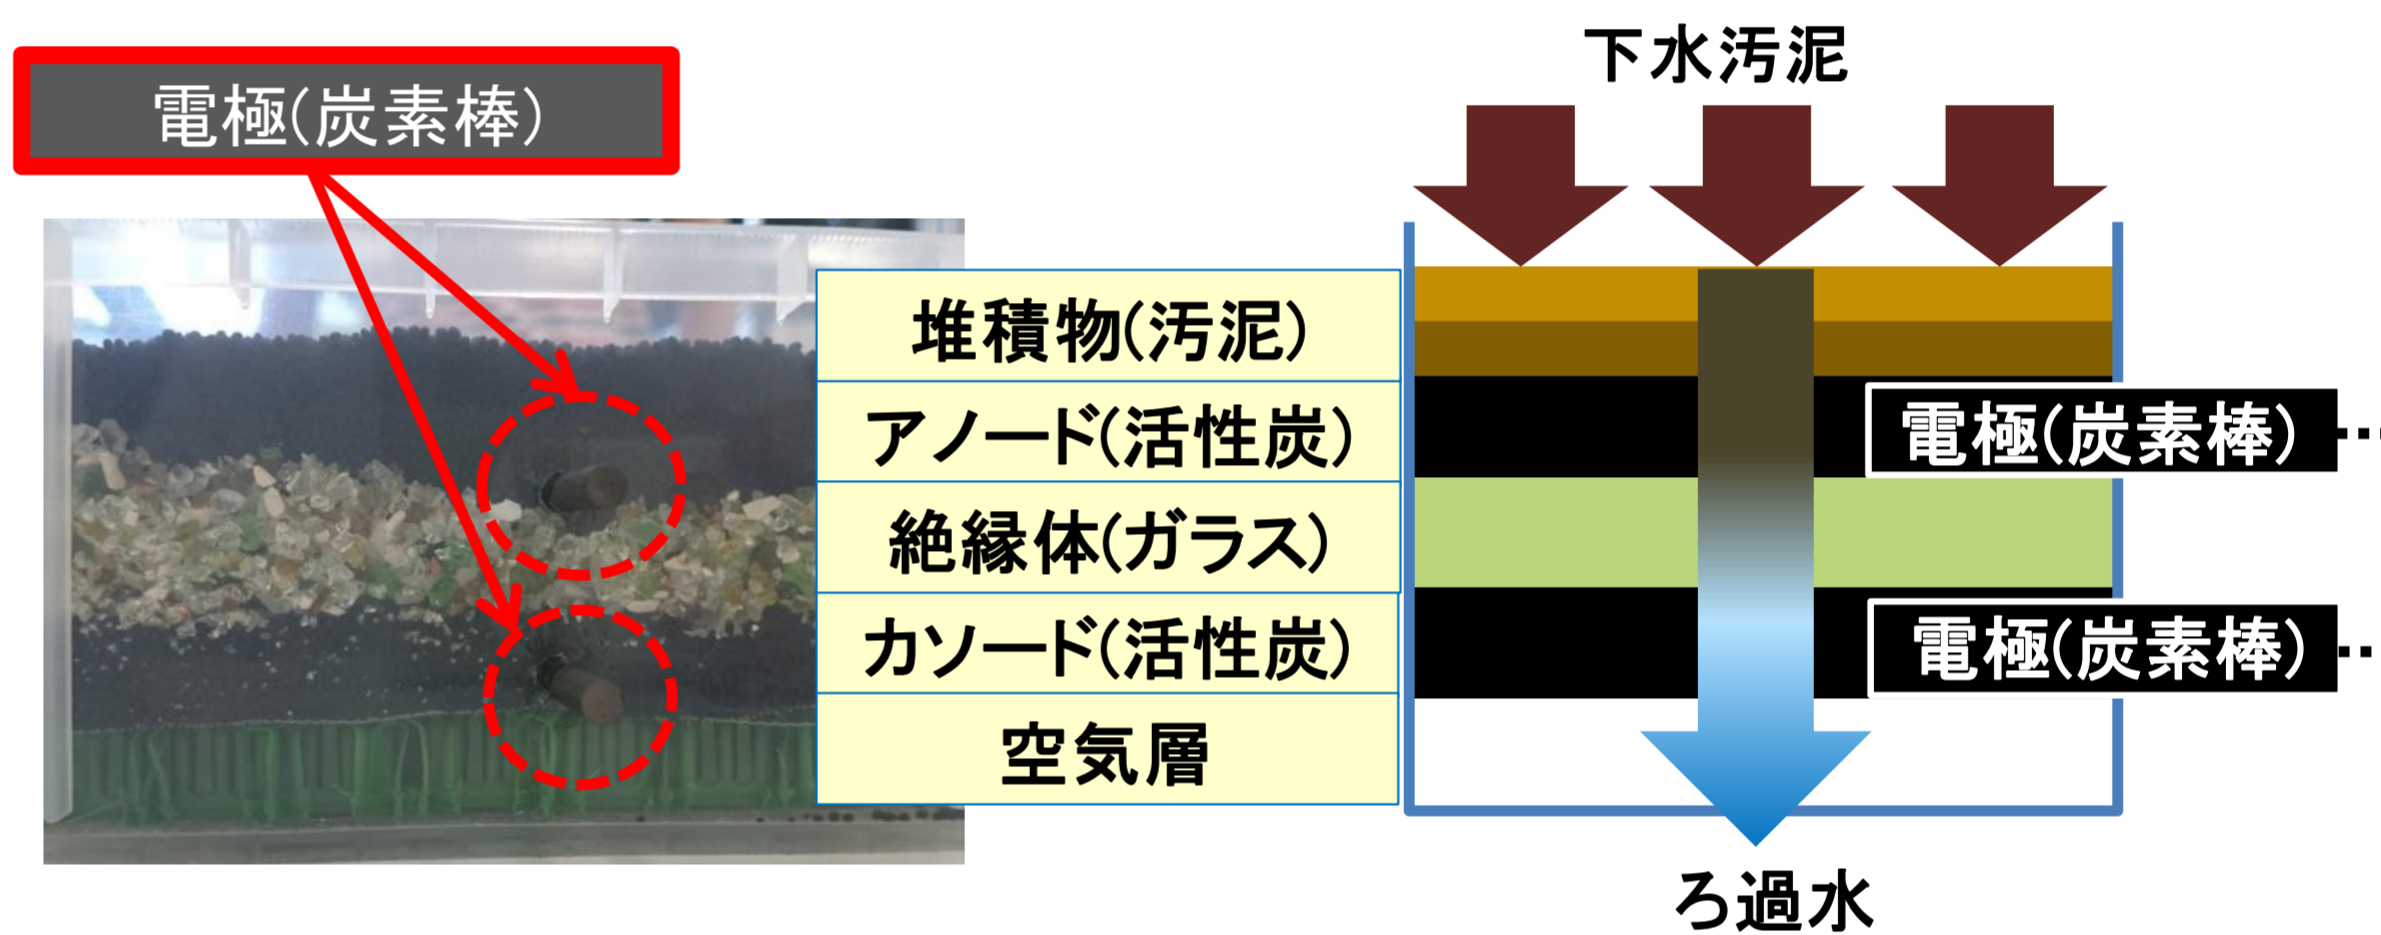 電極(炭素棒)
下水汚泥
堆積物(汚泥)
アノード(活性炭)
電極(炭素棒)
絶縁体(ガラス)
カソード(活性炭)
電極(炭素棒)
空気層
ろ過水